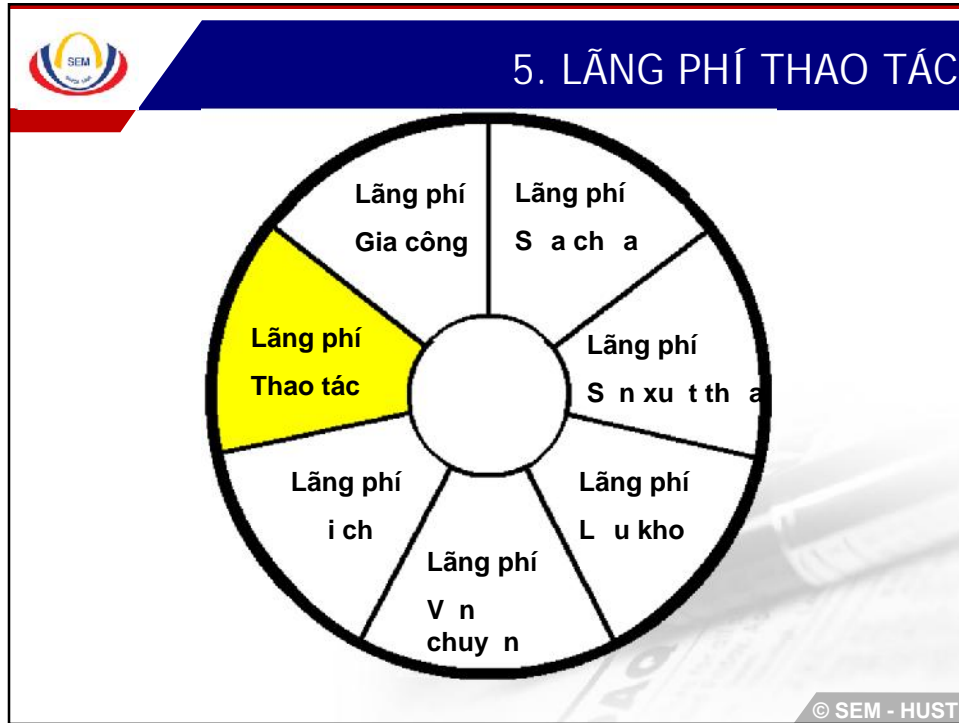 SEM
5. LÃNG PHÍ THAO TÁC
Lãng phí
Gia công
Lãng phí
S a ch a
Lãng phí
Thao tác
Lãng phí
S n xu t th a
Lãng phí
i ch
Lãng phí
L u kho
Lãng phí
V n
chuy n
© SEM - HUST